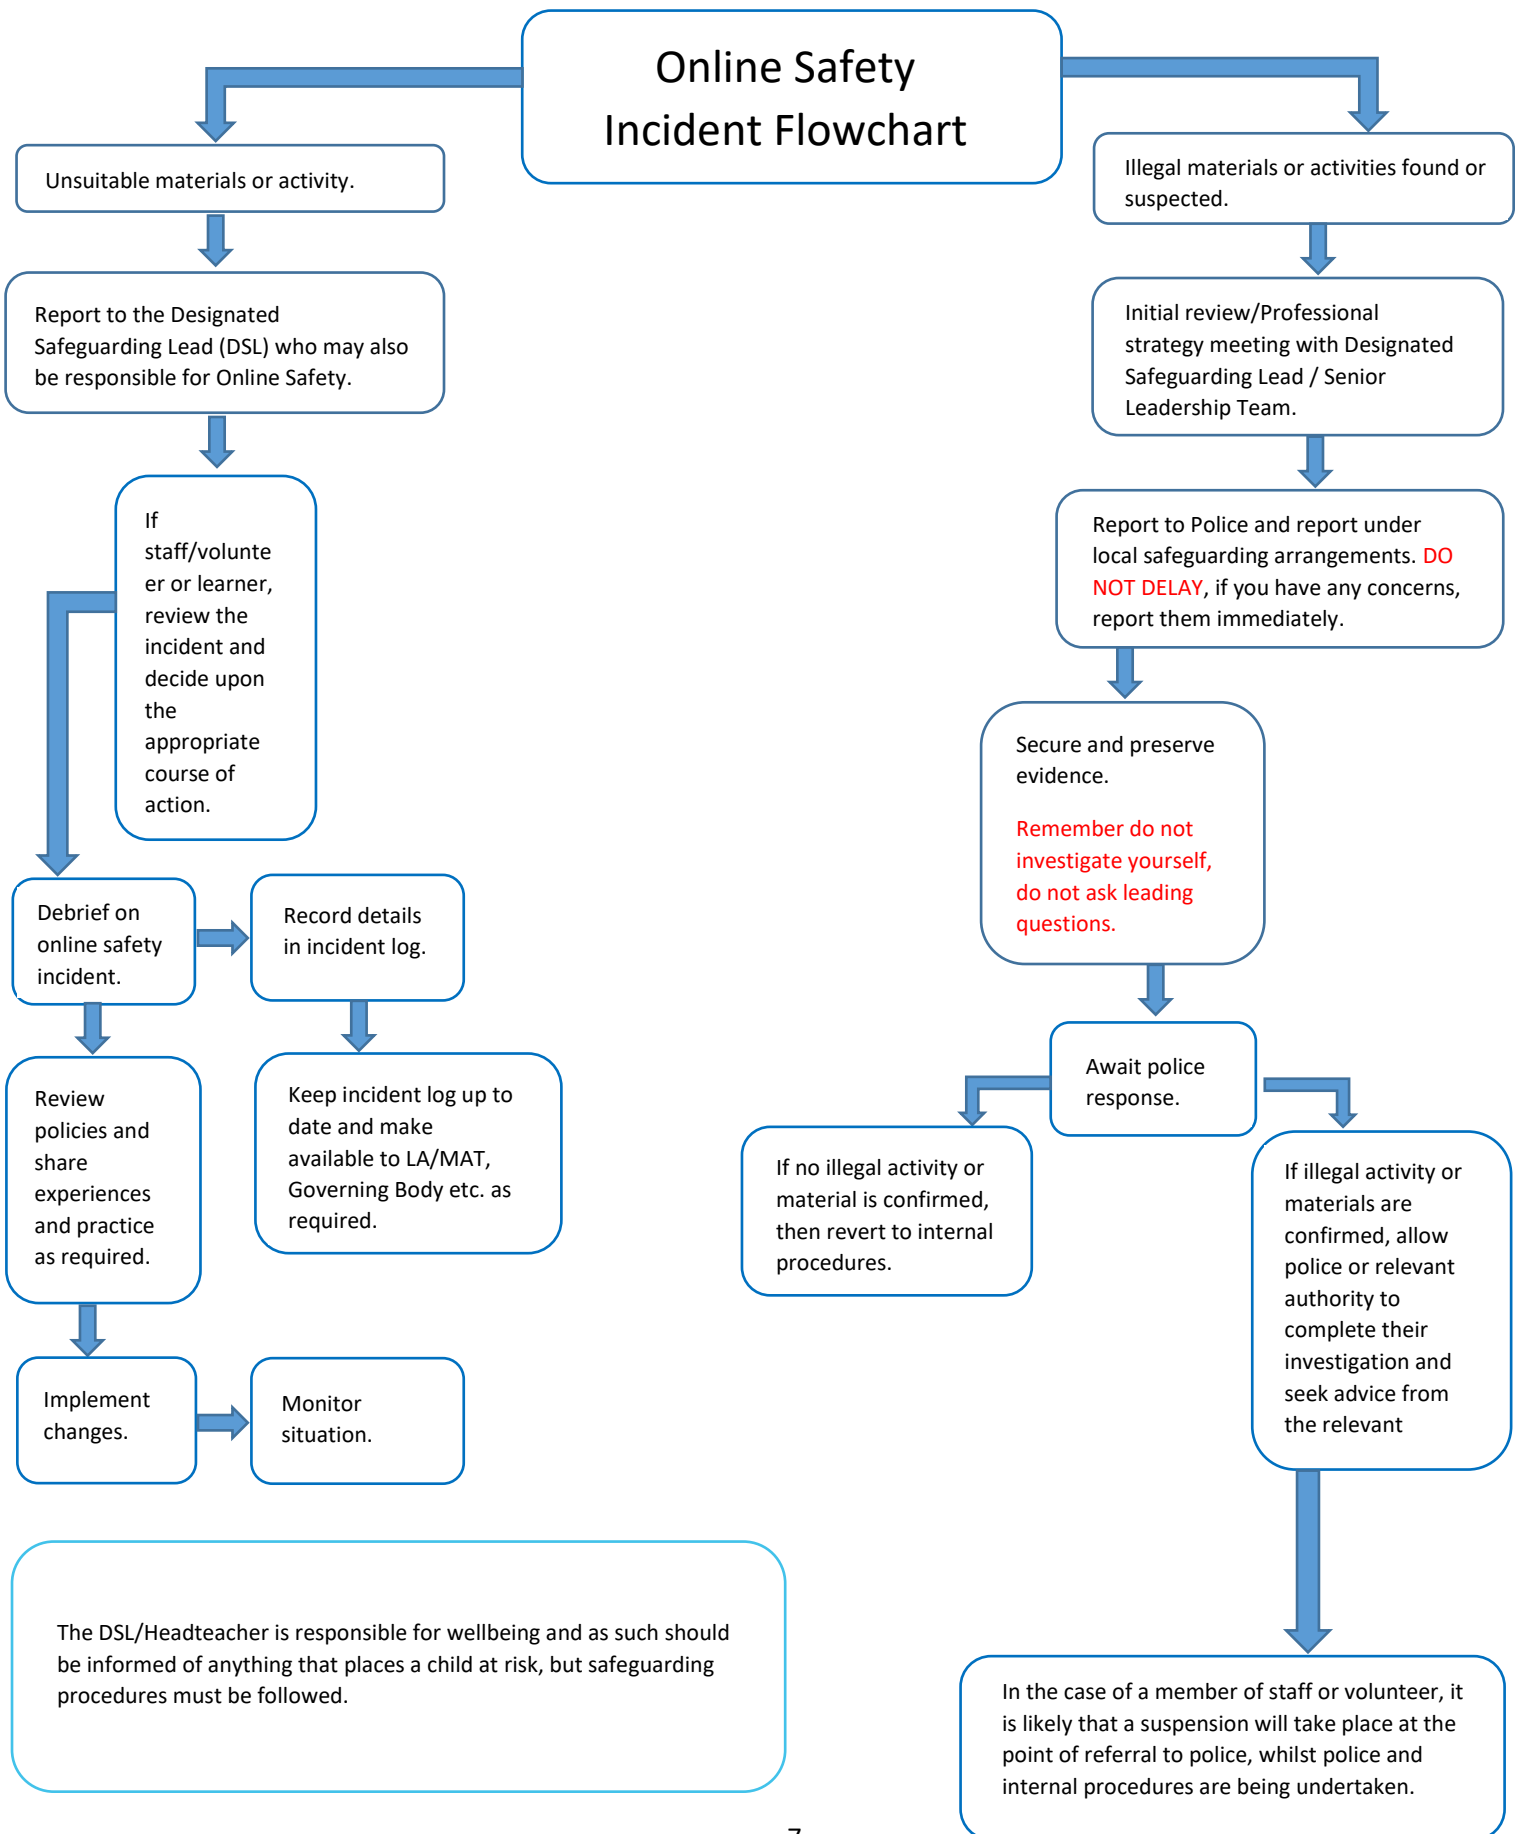 Online Safety
Incident Flowchart
Unsuitable materials or activity.
Report to the Designated
Safeguarding Lead (DSL) who may also
be responsible for Online Safety.
If
staff/volunte
er or learner,
review the
incident and
decide upon
the
appropriate
course of
action.
Debrief on
online safety
incident.
Record details
in incident log.
Review
policies and
share
experiences
and practice
as required.
Keep incident log up to
date and make
available to LA/MAT,
Governing Body etc. as
required.
Implement
changes.
Monitor
situation.
Illegal materials or activities found or
suspected.
Initial review/Professional
strategy meeting with Designated
Safeguarding Lead / Senior
Leadership Team.
Report to Police and report under
local safeguarding arrangements. DO
NOT DELAY, if you have any concerns,
report them immediately.
Secure and preserve
evidence.
Remember do not
investigate yourself,
do not ask leading
questions.
Await police
response.
If no illegal activity or
material is confirmed,
then revert to internal
procedures.
If illegal activity or
materials are
confirmed, allow
police or relevant
authority to
complete their
investigation and
seek advice from
the relevant
In the case of a member of staff or volunteer, it
is likely that a suspension will take place at the
point of referral to police, whilst police and
internal procedures are being undertaken.
The DSL/Headteacher is responsible for wellbeing and as such should
be informed of anything that places a child at risk, but safeguarding
procedures must be followed.